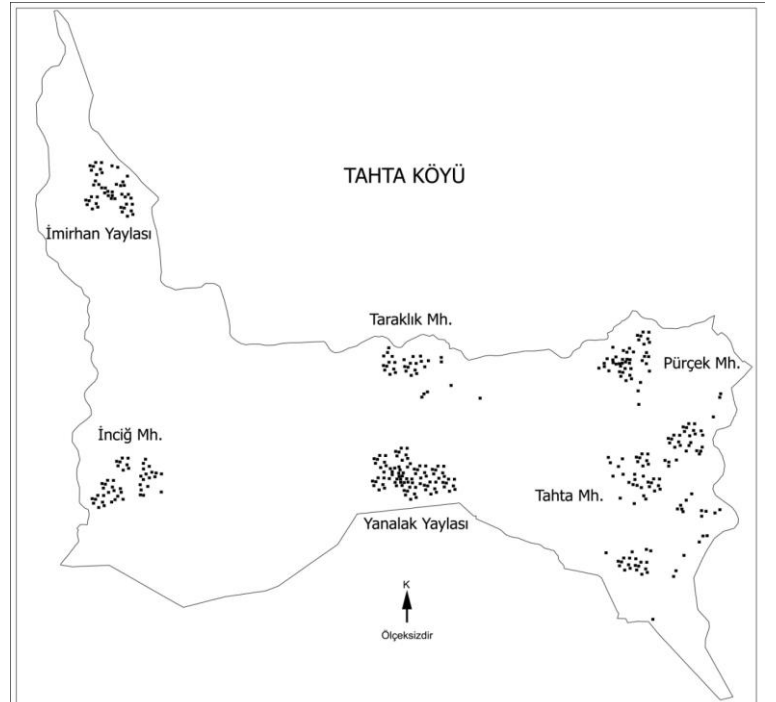 TAHTA KÖYÜ
İmirhan Yaylası
Taraklık Mh.
Pürçek Mh.
İnciğ Mh.
Tahta Mh.
Yanalak Yaylası
K
Ölçeksizdir